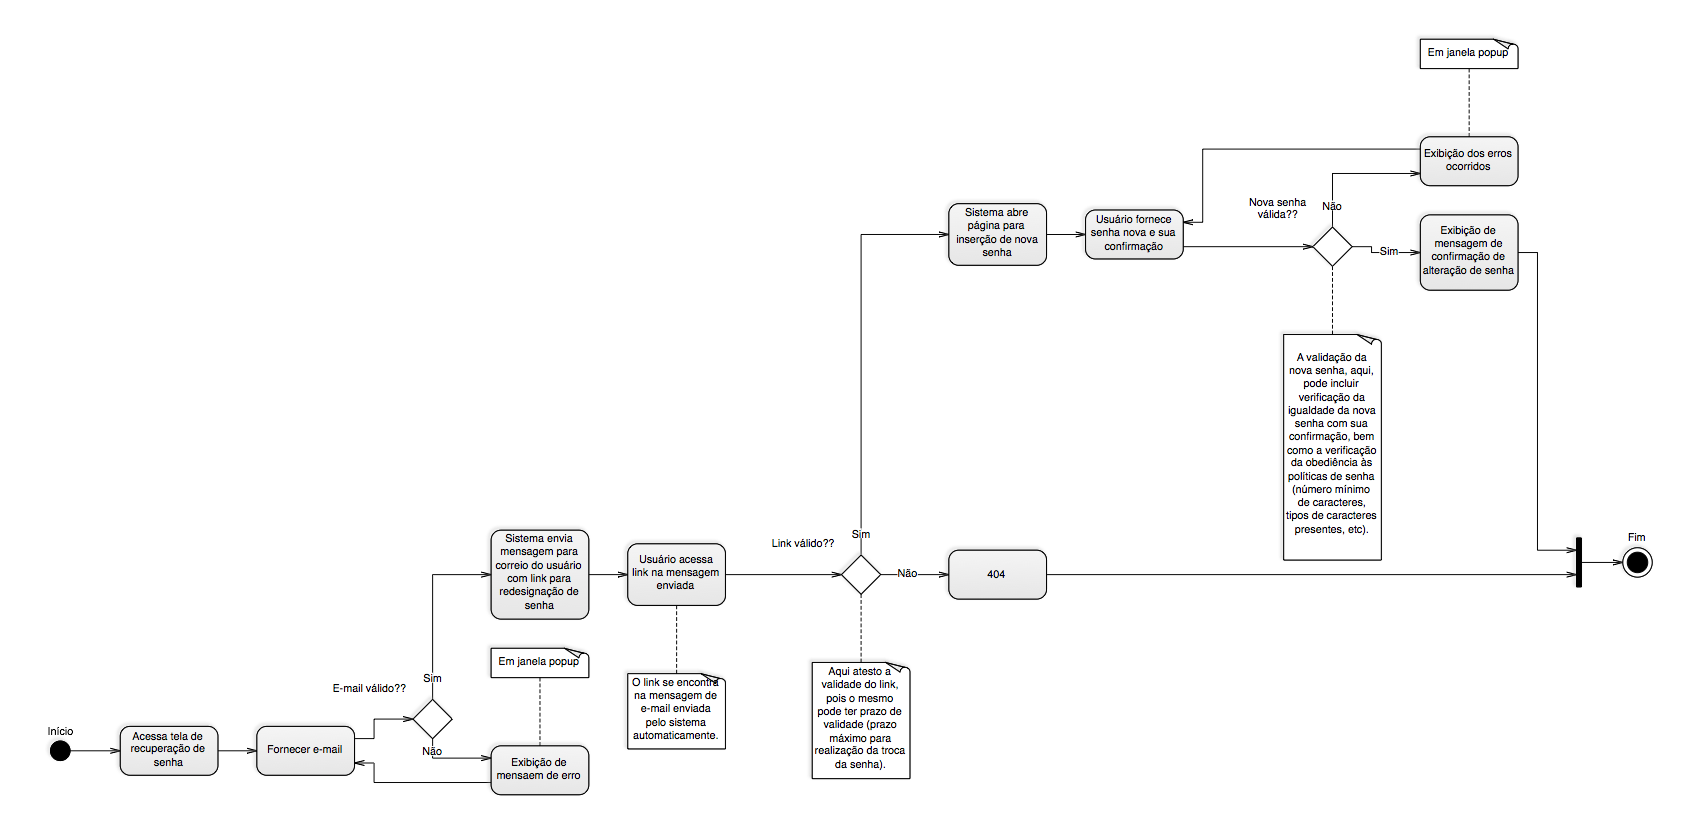 Em janela popup
Exibição dos erros
ocorridos
Nova senha
válida??
Não
Sistema abre
página para
inserção de nova
senha
Usuário fornece
senha nova e sua
confirmação
Sim
Exibição de
mensagem de
confirmação de
alteração de senha
A validação da
nova senha, aqui,
pode incluir
verificação da
igualdade da nova
senha com sua
confirmação, bem
como a verificação
da obediência às
políticas de senha
(número mínimo
de caracteres,
tipos de caracteres
presentes, etc).
Sistema envia
mensagem para
correio do usuário
com link para
redesignação de
senha
Usuário acessa
link na mensagem
enviada
Link válido??
Sim
Não
404
Fim
Em janela popup
O link se encontra
na mensagem de
e-mail enviada
pelo sistema
automaticamente.
Aqui atesto a
validade do link,
pois o mesmo
pode ter prazo de
validade (prazo
máximo para
realização da troca
da senha).
E-mail válido??
Sim
Início
Acessa tela de
recuperação de
senha
Fornecer e-mail
Não
Exibição de
mensaem de erro